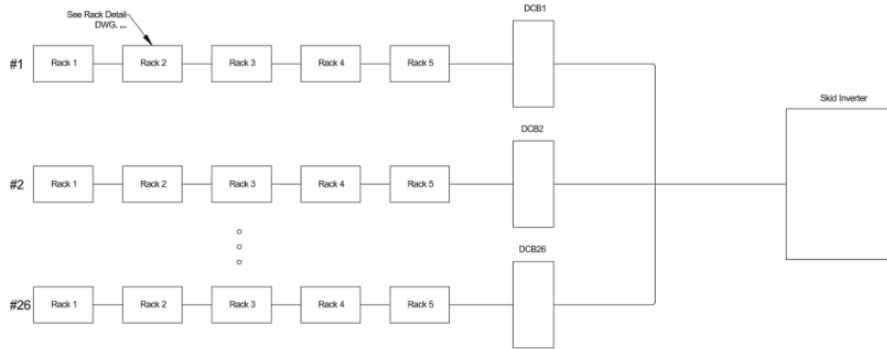 See Rack Detail
DWG. ...
DCB1
#1
Rack 1
Rack 2
Rack 3
Rack 4
Rack 5
Skid Inverter
DCB2
#2
Rack 1
Rack 2
Rack 3
Rack 4
Rack 5
DCB26
#26
Rack 1
Rack 2
Rack 3
Rack 4
Rack 5